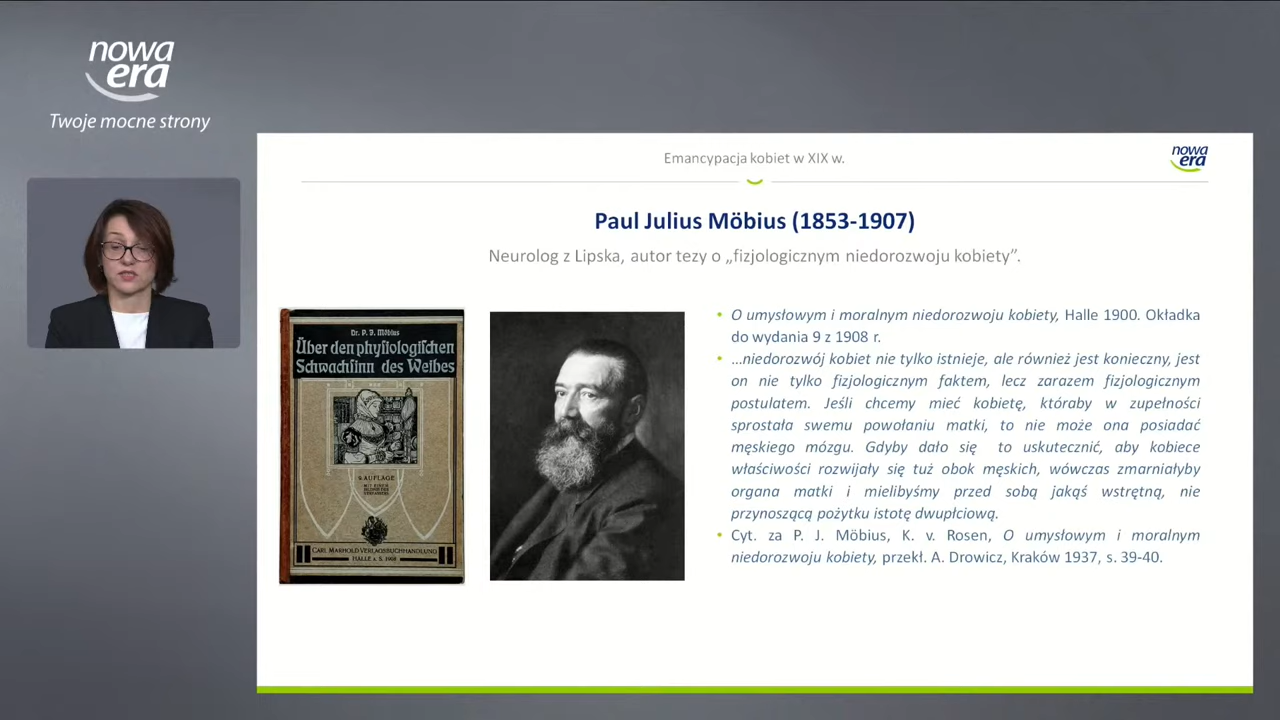 nowa
era
Twoje mocne strony
Emancypacja kobiet w XIX w.
nowa
era
Paul Julius Möbius (1853-1907)
Neurolog z Lipska, autor tezy o „fizjologicznym niedorozwoju kobiety”.
Dr. P. J. Möbius
Über den physiologischen
Schwachsinn des Weibes
9 AUFLAGE
CARL MARHOLD VERLAGSBUCHHANDLUNG
HALLE a. S. 1908
• O umysłowym i moralnym niedorozwoju kobiety, Halle 1900. Okładka
do wydania 9 z 1908 r.
• …niedorozwój kobiet nie tylko istnieje, ale również jest konieczny, jest
on nie tylko fizjologicznym faktem, lecz zarazem fizjologicznym
postulatem. Jeśli chcemy mieć kobietę, któraby w zupełności
sprostała swemu powołaniu matki, to nie może ona posiadać
męskiego mózgu. Gdyby dało się to uskutecznić, aby kobiece
właściwości rozwijały się tuż obok męskich, wówczas zmarniałyby
organa matki i mielibyśmy przed sobą jakąś wstrętną, nie
przynoszącą pożytku istotę dwupłciową.
• Cyt. za P. J. Möbius, K. v. Rosen, O umysłowym i moralnym
niedorozwoju kobiety, przekł. A. Drowicz, Kraków 1937, s. 39-40.